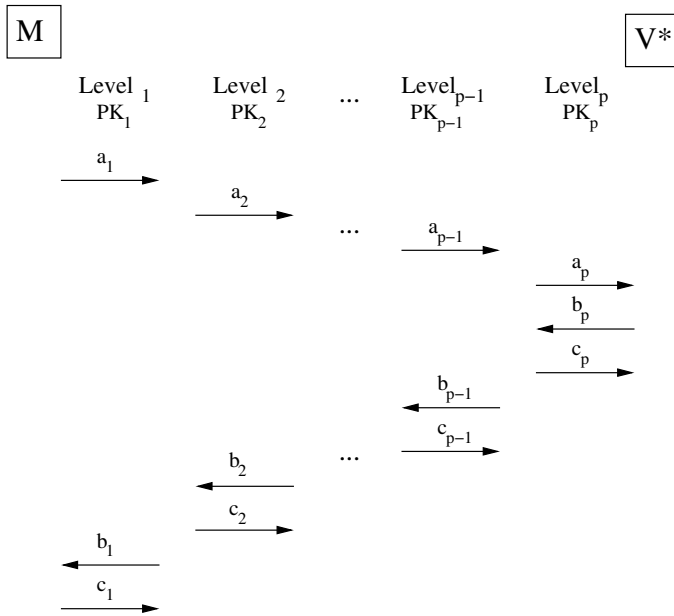 M
V*
Level 1 Level 2 ... Level p−1 Level p
PK1 PK2 PKp−1 PKp
a1
a2
...
ap−1
ap
bp
cp
bp−1
cp−1
...
b2
c2
b1
c1